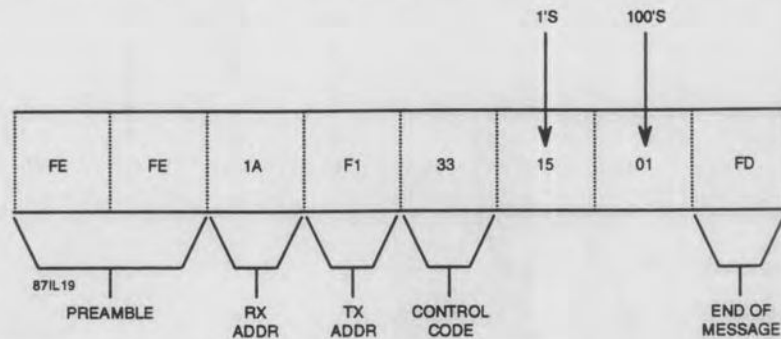 1'S 100'S
FE FE 1A F1 33 15 01 FD
87IL19
PREAMBLE RX ADDR TX ADDR CONTROL CODE END OF MESSAGE